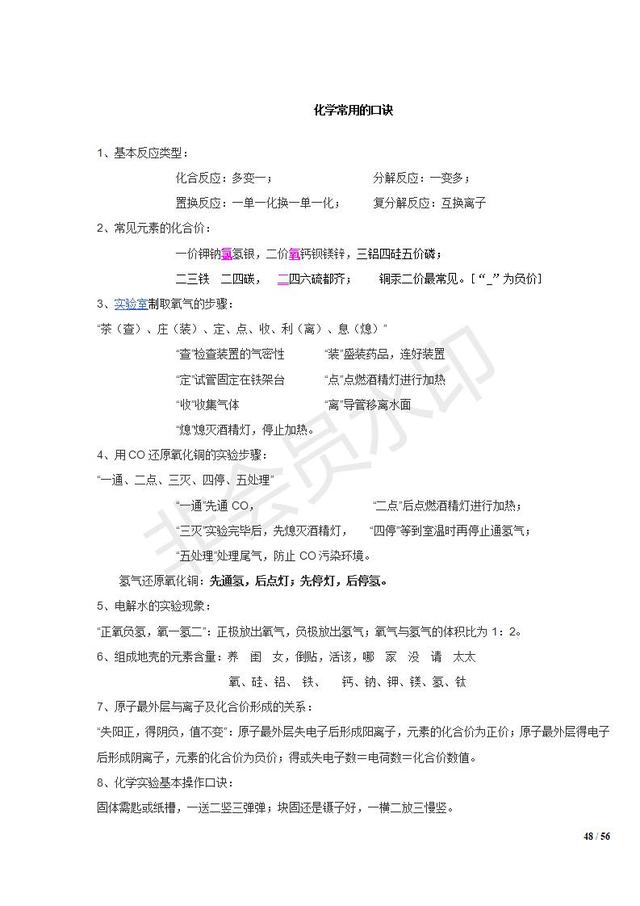 化学常用的口诀
1、基本反应类型：
化合反应：多变一； 分解反应：一变多；
置换反应：一单一化换一单一化； 复分解反应：互换离子
2、常见元素的化合价：
一价钾钠氯氢银，二价氧钙钡镁锌，三铝四硅五价磷；
二三铁 二四碳， 二四六硫都齐； 铜汞二价最常见。[“_”为负价]
3、实验室制取氧气的步骤：
“茶（查）、庄（装）、定、点、收、利（离）、息（熄）”
“查”检查装置的气密性 “装”盛装药品，连好装置
“定”试管固定在铁架台 “点”点燃酒精灯进行加热
“收”收集气体 “离”导管移离水面
“熄”熄灭酒精灯，停止加热。
4、用CO还原氧化铜的实验步骤：
“一通、二点、三灭、四停、五处理”
“一通”先通CO， “二点”后点燃酒精灯进行加热；
“三灭”实验完毕后，先熄灭酒精灯， “四停”等到室温时再停止通氢气；
“五处理”处理尾气，防止CO污染环境。
氢气还原氧化铜：先通氢，后点灯；先停灯，后停氢。
5、电解水的实验现象：
“正氧负氢，氧一氢二”：正极放出氧气，负极放出氢气；氧气与氢气的体积比为1：2。
6、组成地壳的元素含量：养 闺 女，倒贴，活该，哪 家 没 请 太太
氧、硅、铝、 铁、 钙、钠、钾、镁、氢、钛
7、原子最外层与离子及化合价形成的关系：
“失阳正，得阴负，值不变”：原子最外层失电子后形成阳离子，元素的化合价为正价；原子最外层得电子
后形成阴离子，元素的化合价为负价；得或失电子数＝电荷数＝化合价数值。
8、化学实验基本操作口诀：
固体需匙或纸槽，一送二竖三弹弹；块固还是镊子好，一横二放三慢竖。
48 / 56
非会员水印